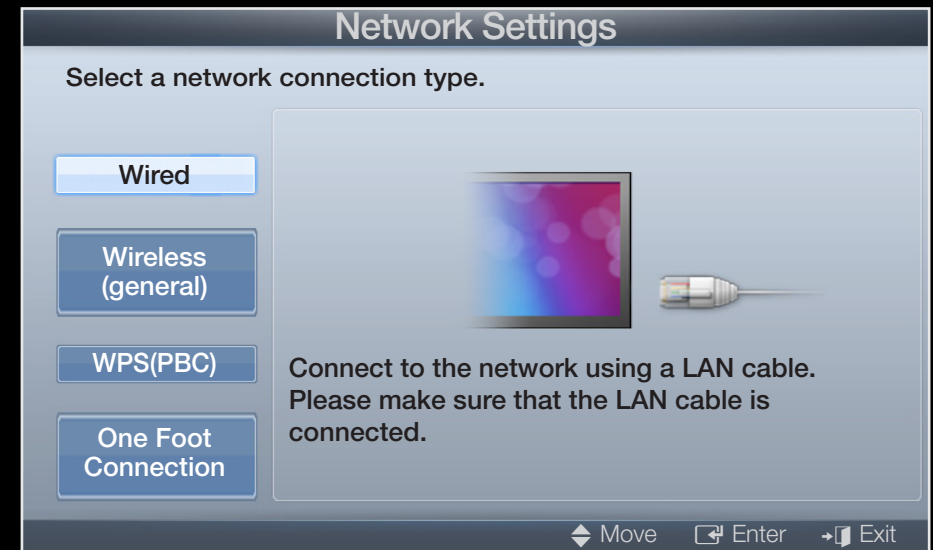 Network Settings
Select a network connection type.
Wired
Wireless
(general)
WPS(PBC)
One Foot
Connection
Connect to the network using a LAN cable.
Please make sure that the LAN cable is
connected.
Move Enter Exit